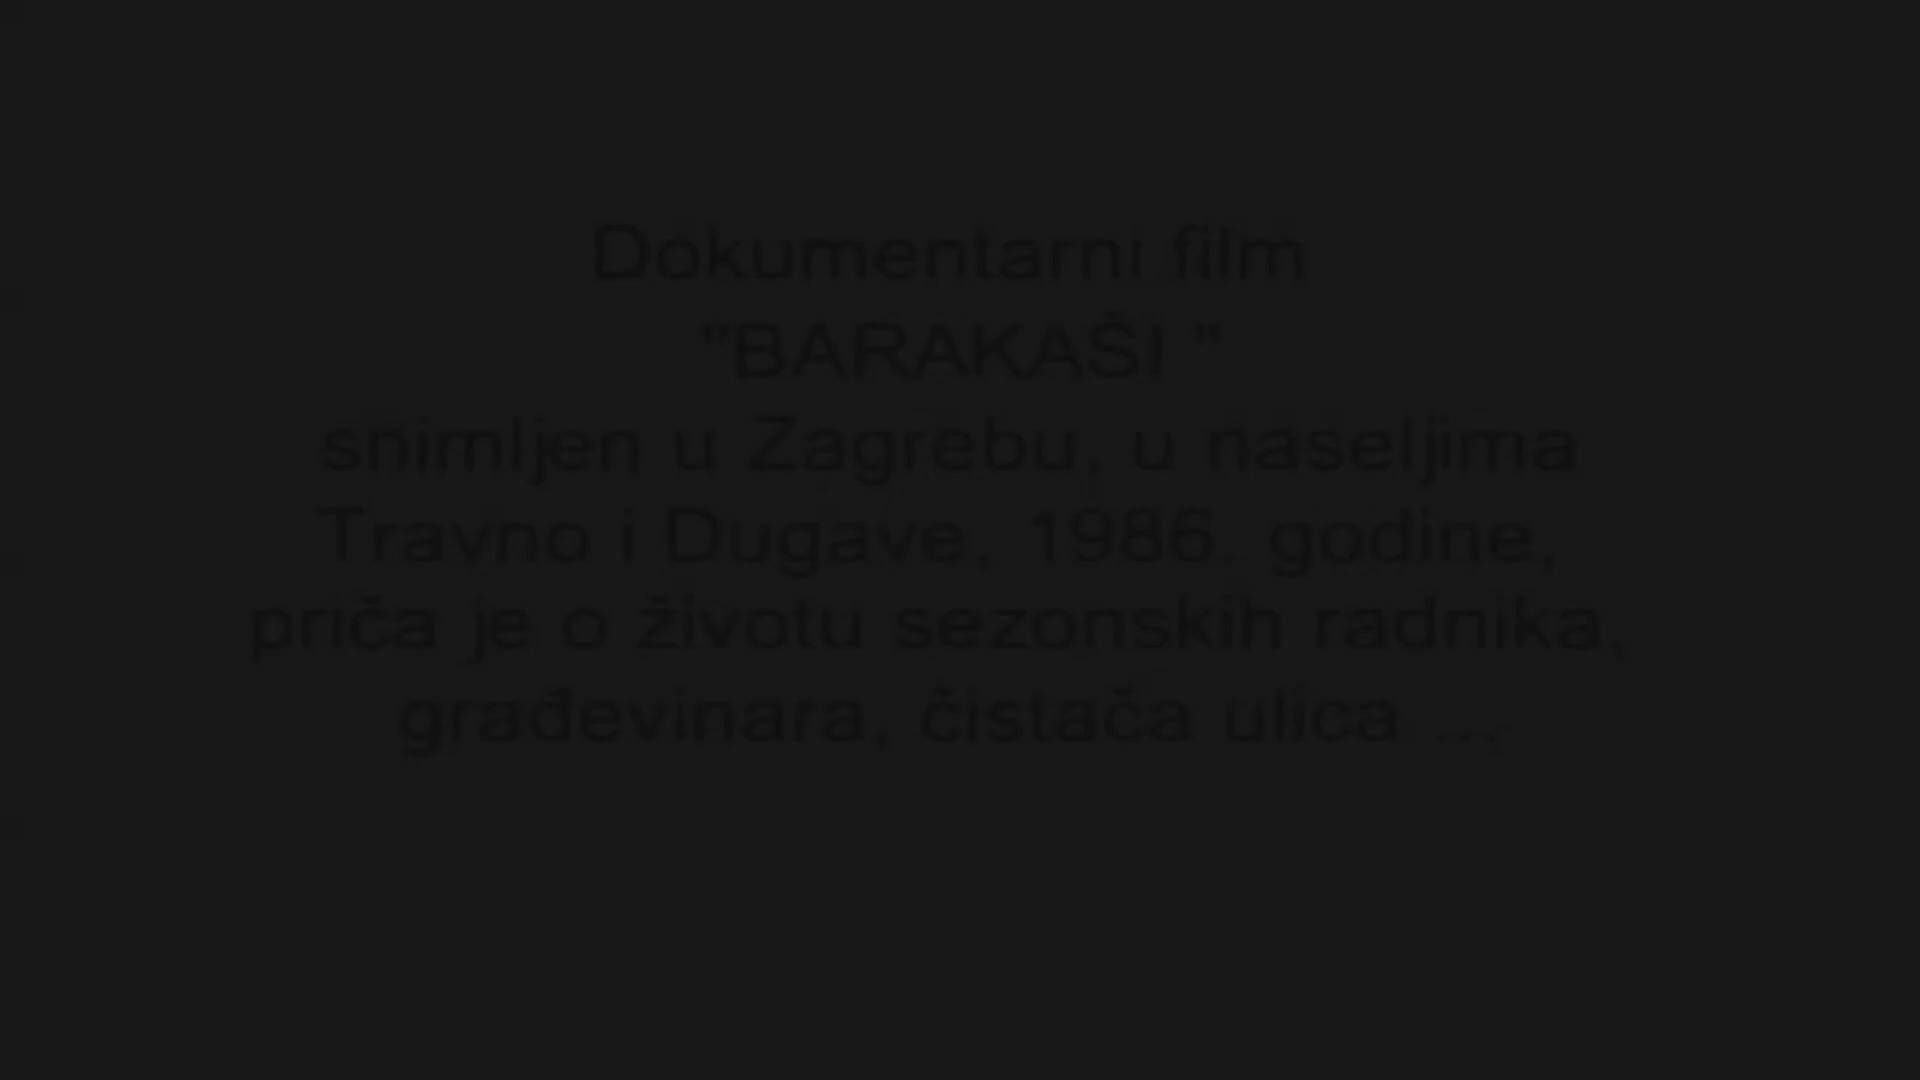 Dokumentarni film
"BARAKAŠI "
snimljen u Zagrebu, u naseljima
Travno i Dugave, 1986. godine,
priča je o životu sezonskih radnika,
građevinara, čistača ulica ...